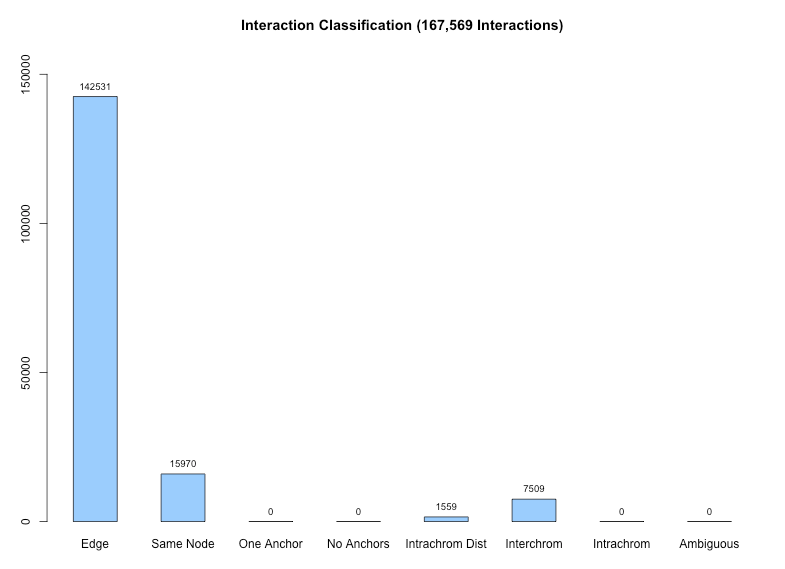 Interaction Classification (167,569 Interactions)
150000
100000
50000
0
142531
15970
0
0
1559
7509
0
0
Edge
Same Node
One Anchor
No Anchors
Intrachrom Dist
Interchrom
Intrachrom
Ambiguous